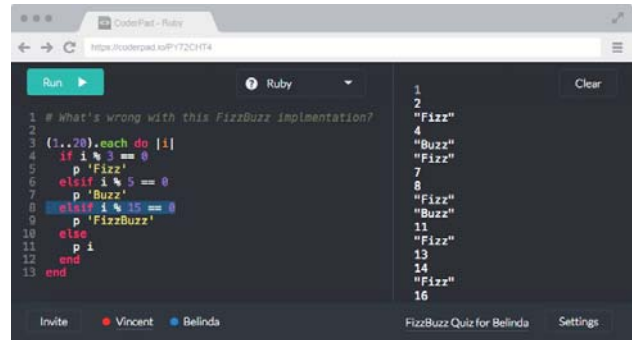 CoderPad - Ruby
https://coderpad.io/PY72CHT4
Run
Ruby
Clear
1 # What's wrong with this FizzBuzz implmentation?
2
3 (1..20).each do |i|
4 if i % 3 == 0
5 p 'Fizz'
6 elsif i % 5 == 0
7 p 'Buzz'
8 elsif i % 15 == 0
9 p 'FizzBuzz'
10 else
11 p i
12 end
13 end
1
2
"Fizz"
4
"Buzz"
"Fizz"
7
8
"Fizz"
"Buzz"
11
"Fizz"
13
14
"Fizz"
16
Invite
Vincent
Belinda
FizzBuzz Quiz for Belinda
Settings